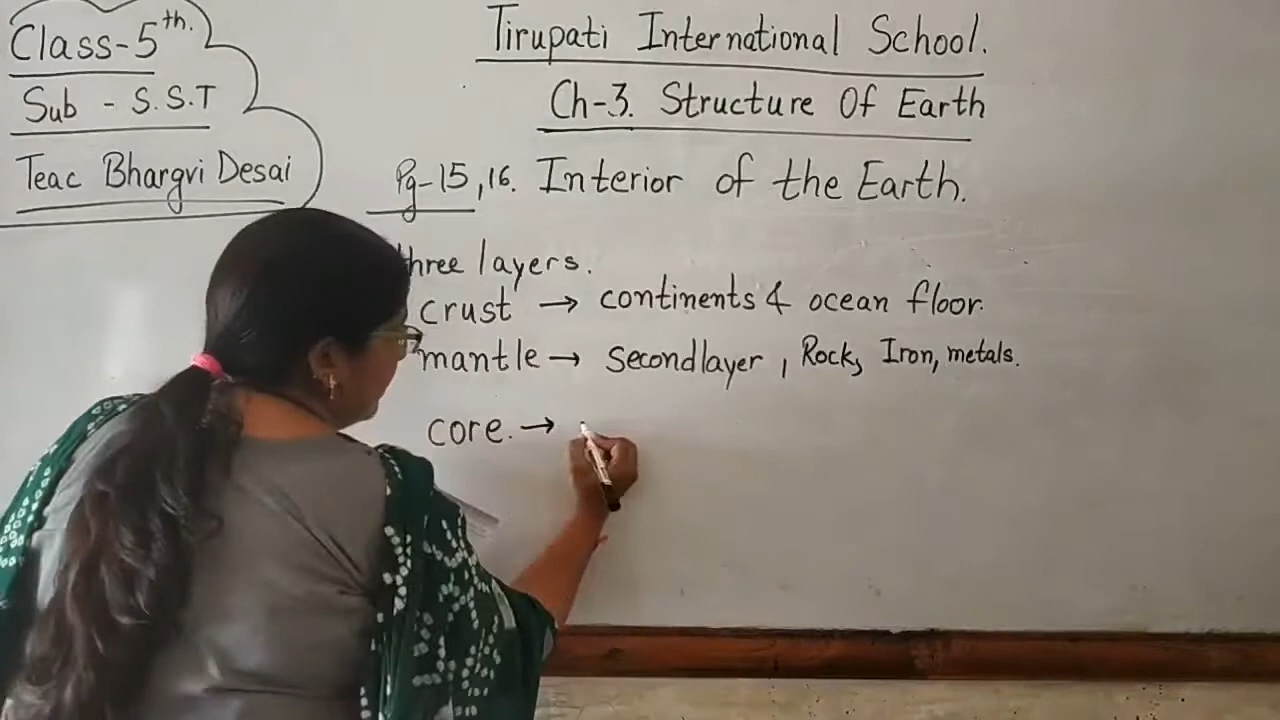 Class-5th.
Sub - S.S.T
Teac Bhargvi Desai
Tirupati International School.
Ch-3. Structure Of Earth
Pg-15,16. Interior of the Earth.
three layers.
crust → continents & ocean floor.
mantle → second layer, Rocks, Iron, metals.
core. →